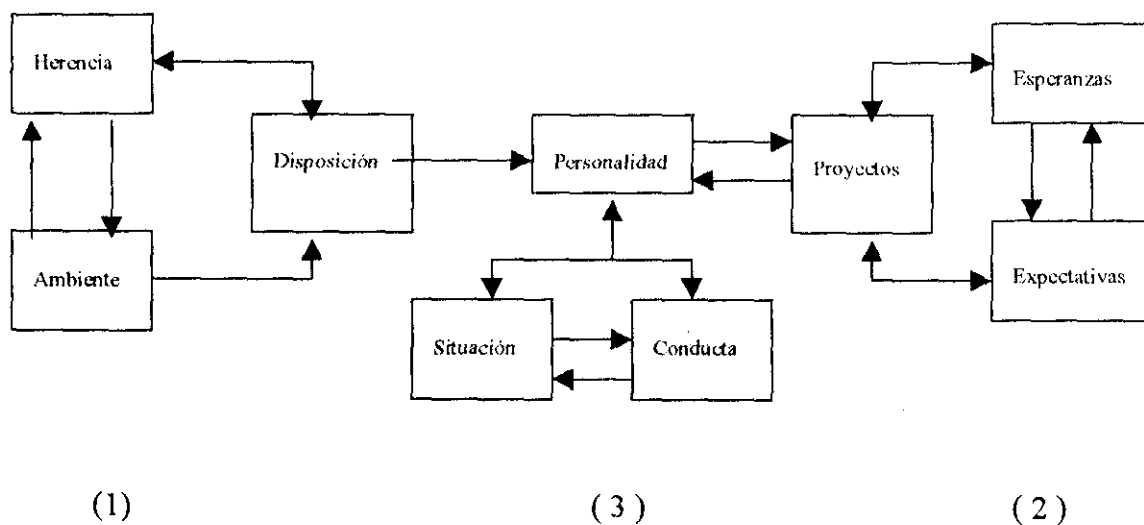 Herencia
Esperanzas
Disposición
Personalidad
Proyectos
Ambiente
Expectativas
Situación
Conducta
(1)
( 3 )
( 2 )